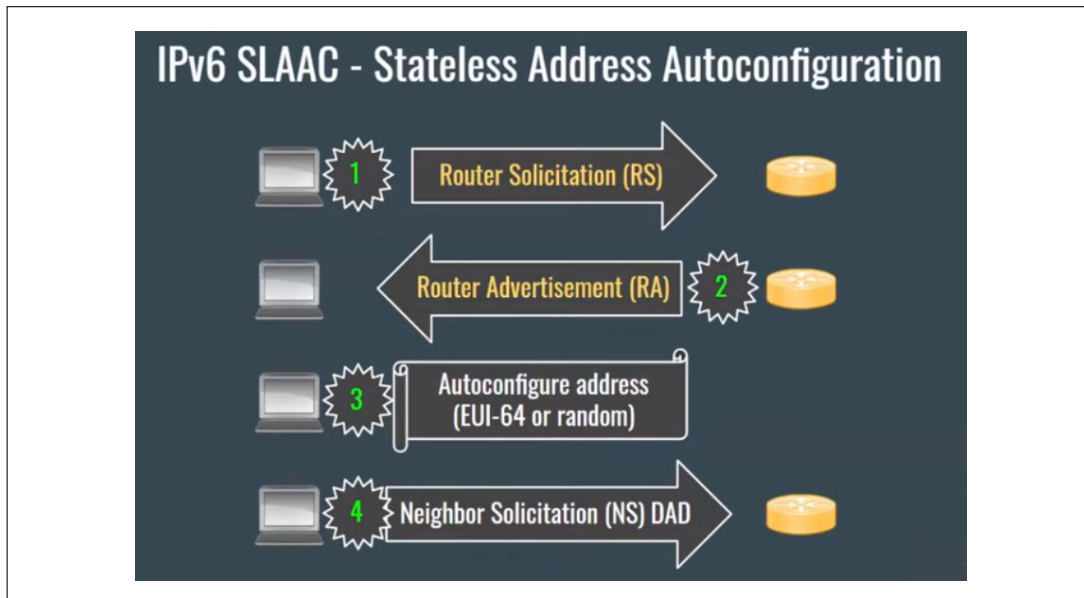 IPv6 SLAAC - Stateless Address Autoconfiguration
1
Router Solicitation (RS)
Router Advertisement (RA)
2
3
Autoconfigure address
(EUI-64 or random)
4
Neighbor Solicitation (NS) DAD